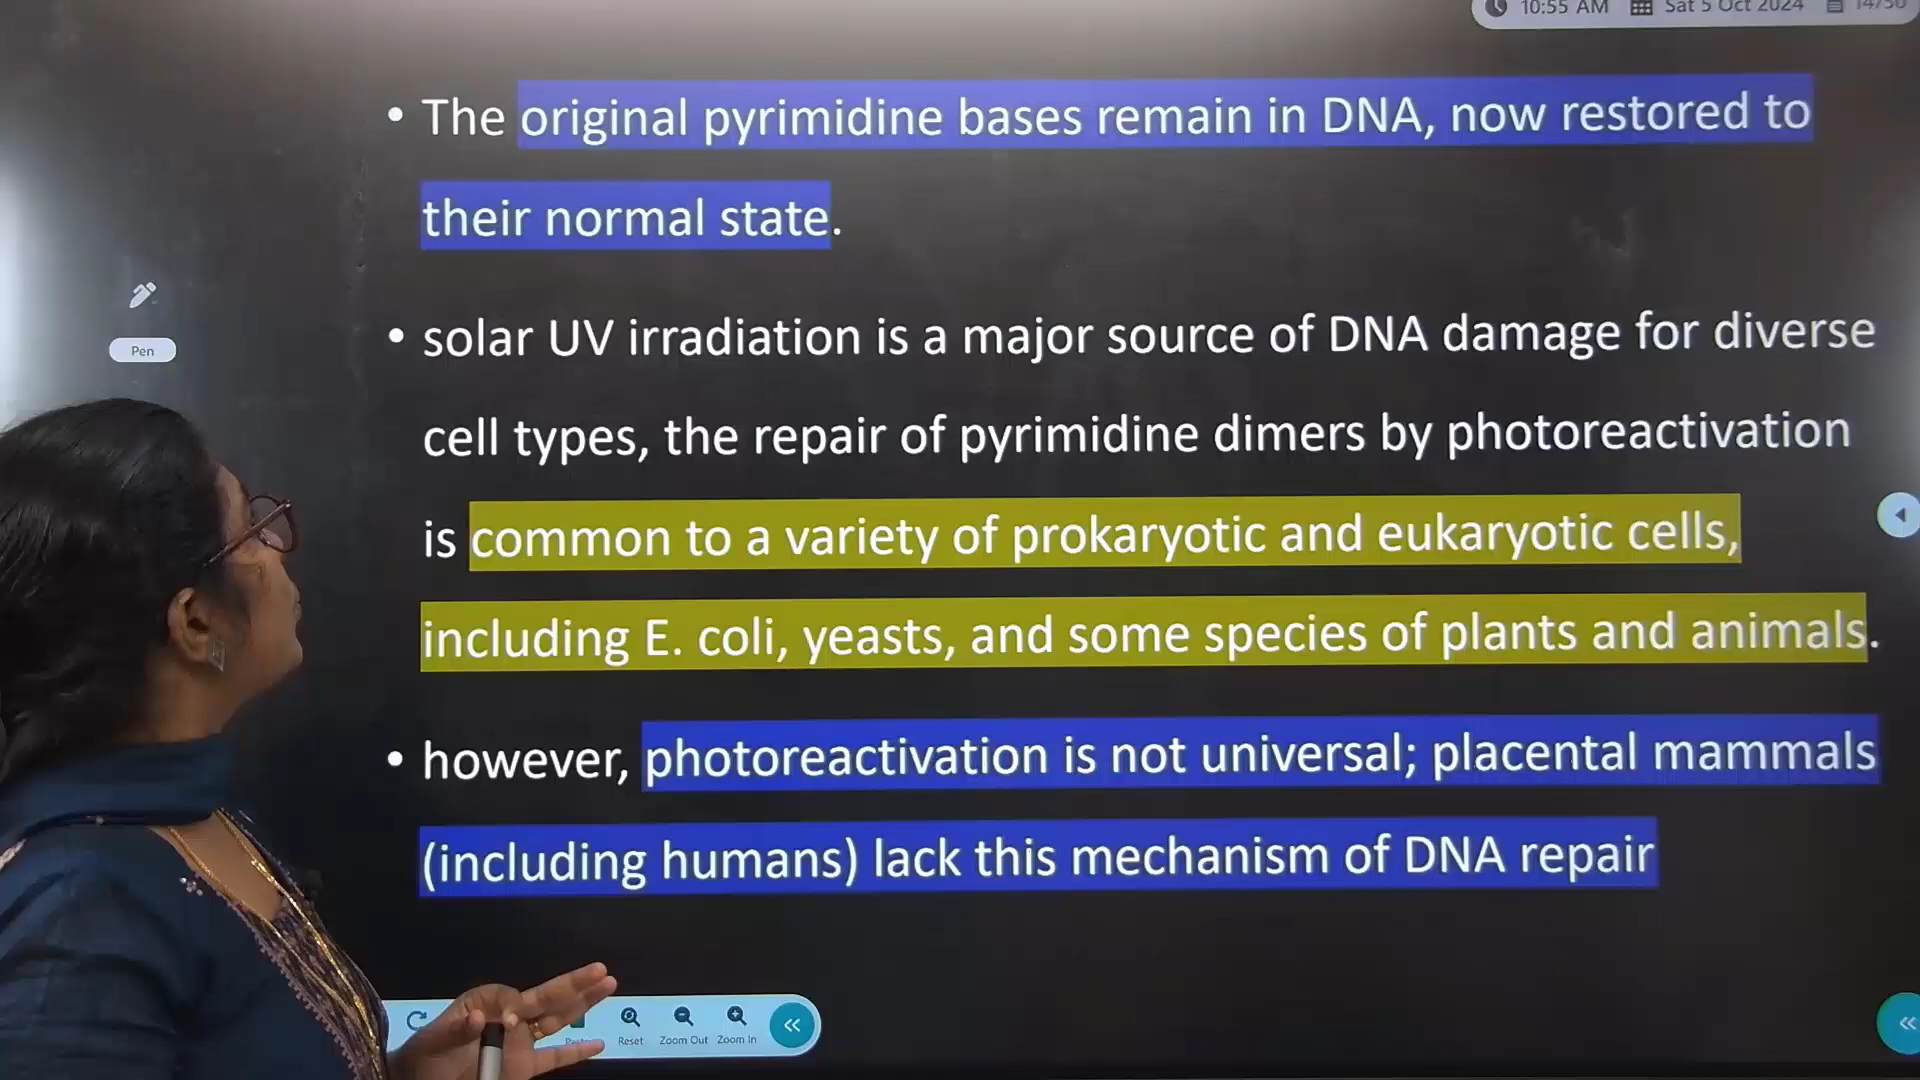 10:55 AM Sat 5 Oct 2024 14/50
• The original pyrimidine bases remain in DNA, now restored to
their normal state.
Pen
• solar UV irradiation is a major source of DNA damage for diverse
cell types, the repair of pyrimidine dimers by photoreactivation
is common to a variety of prokaryotic and eukaryotic cells,
including E. coli, yeasts, and some species of plants and animals.
• however, photoreactivation is not universal; placental mammals
(including humans) lack this mechanism of DNA repair
Reset Zoom Out Zoom In